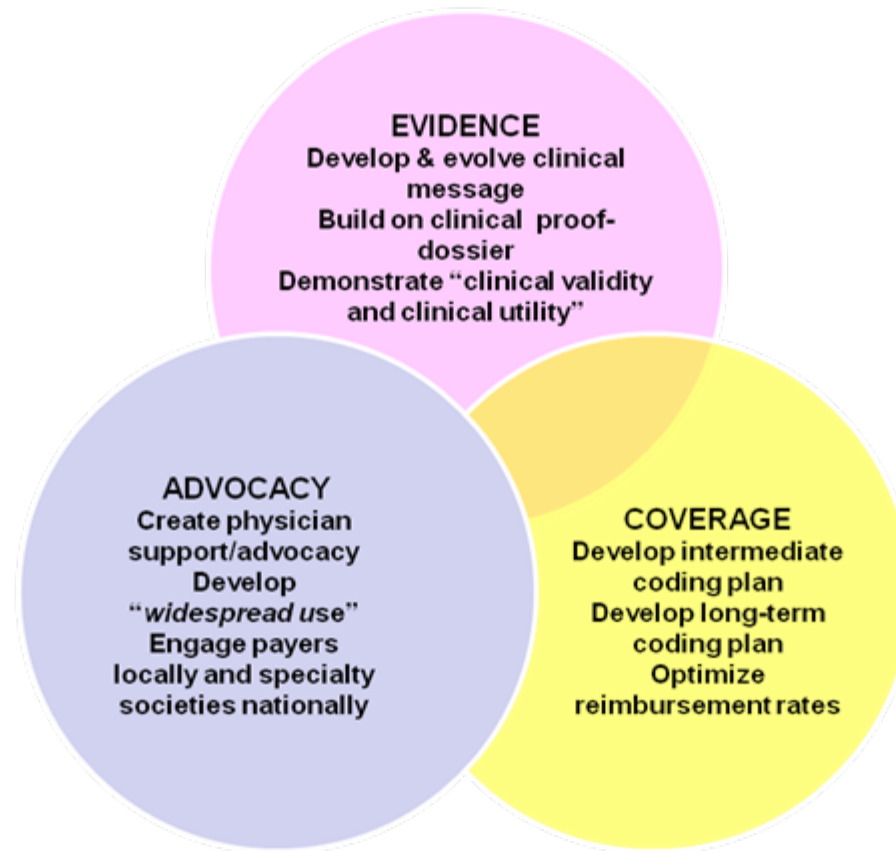 EVIDENCE
Develop & evolve clinical
message
Build on clinical proof-
dossier
Demonstrate “clinical validity
and clinical utility”
ADVOCACY
Create physician
support/advocacy
Develop
“widespread use”
Engage payers
locally and specialty
societies nationally
COVERAGE
Develop intermediate
coding plan
Develop long-term
coding plan
Optimize
reimbursement rates